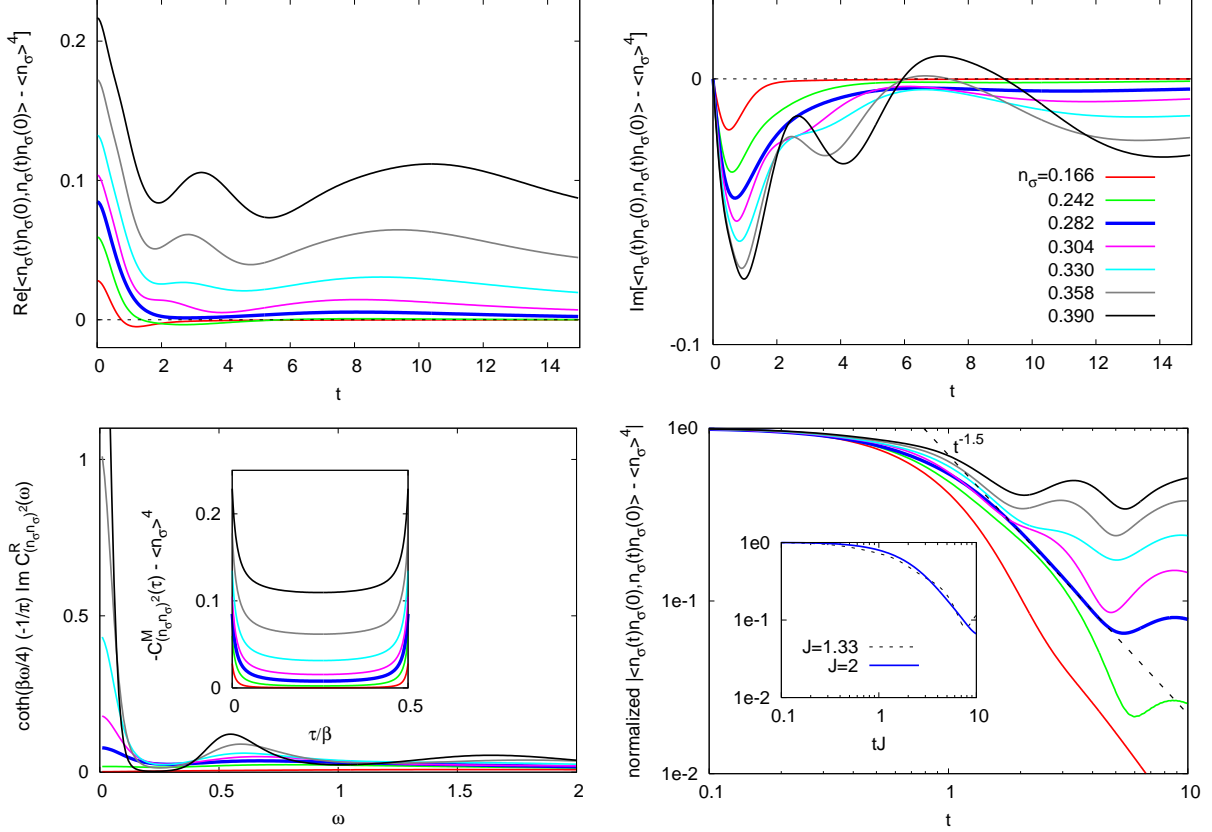 Re[<nσ(t)nσ(0),nσ(t)nσ(0)> - <nσ>^4]
0.2
0.1
0
0 2 4 6 8 10 12 14
t
Im[<nσ(t)nσ(0),nσ(t)nσ(0)> - <nσ>^4]
0
-0.1
nσ=0.166
0.242
0.282
0.304
0.330
0.358
0.390
0 2 4 6 8 10 12 14
t
coth(βω/4) (-1/π) Im C^R_(nσnσ)^2(ω)
1
0.5
0
0 0.5 1 1.5 2
ω
-C^M_(nσnσ)^2(τ) - <nσ>^4
0.2
0.1
0
0 0.5
τ/β
normalized |<nσ(t)nσ(0),nσ(t)nσ(0)> - <nσ>^4|
1e0
1e-1
1e-2
t^-1.5
0.1 1 10
t
1e0
1e-1
1e-2
J=1.33
J=2
0.1 1 10
tJ